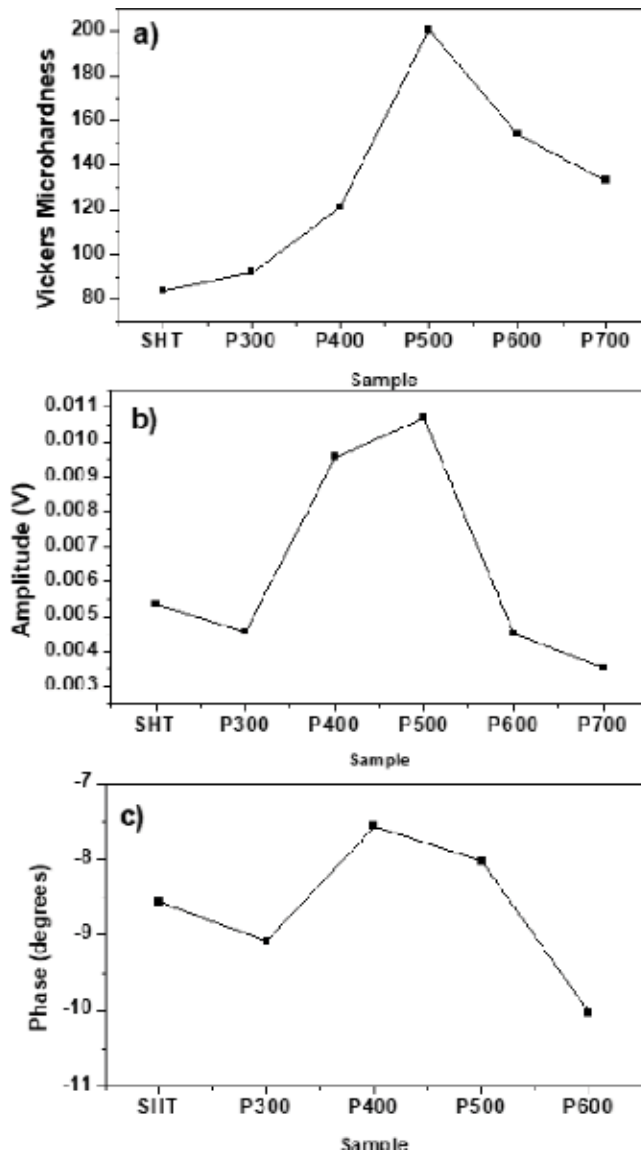 a)
Vickers Microhardness
200
180
160
140
120
100
80
SHT P300 P400 P500 P600 P700
Sample
b)
Amplitude (V)
0.011
0.010
0.009
0.008
0.007
0.006
0.005
0.004
0.003
SHT P300 P400 P500 P600 P700
Sample
c)
Phase (degrees)
-7
-8
-9
-10
-11
SIIT P300 P400 P500 P600
Sample